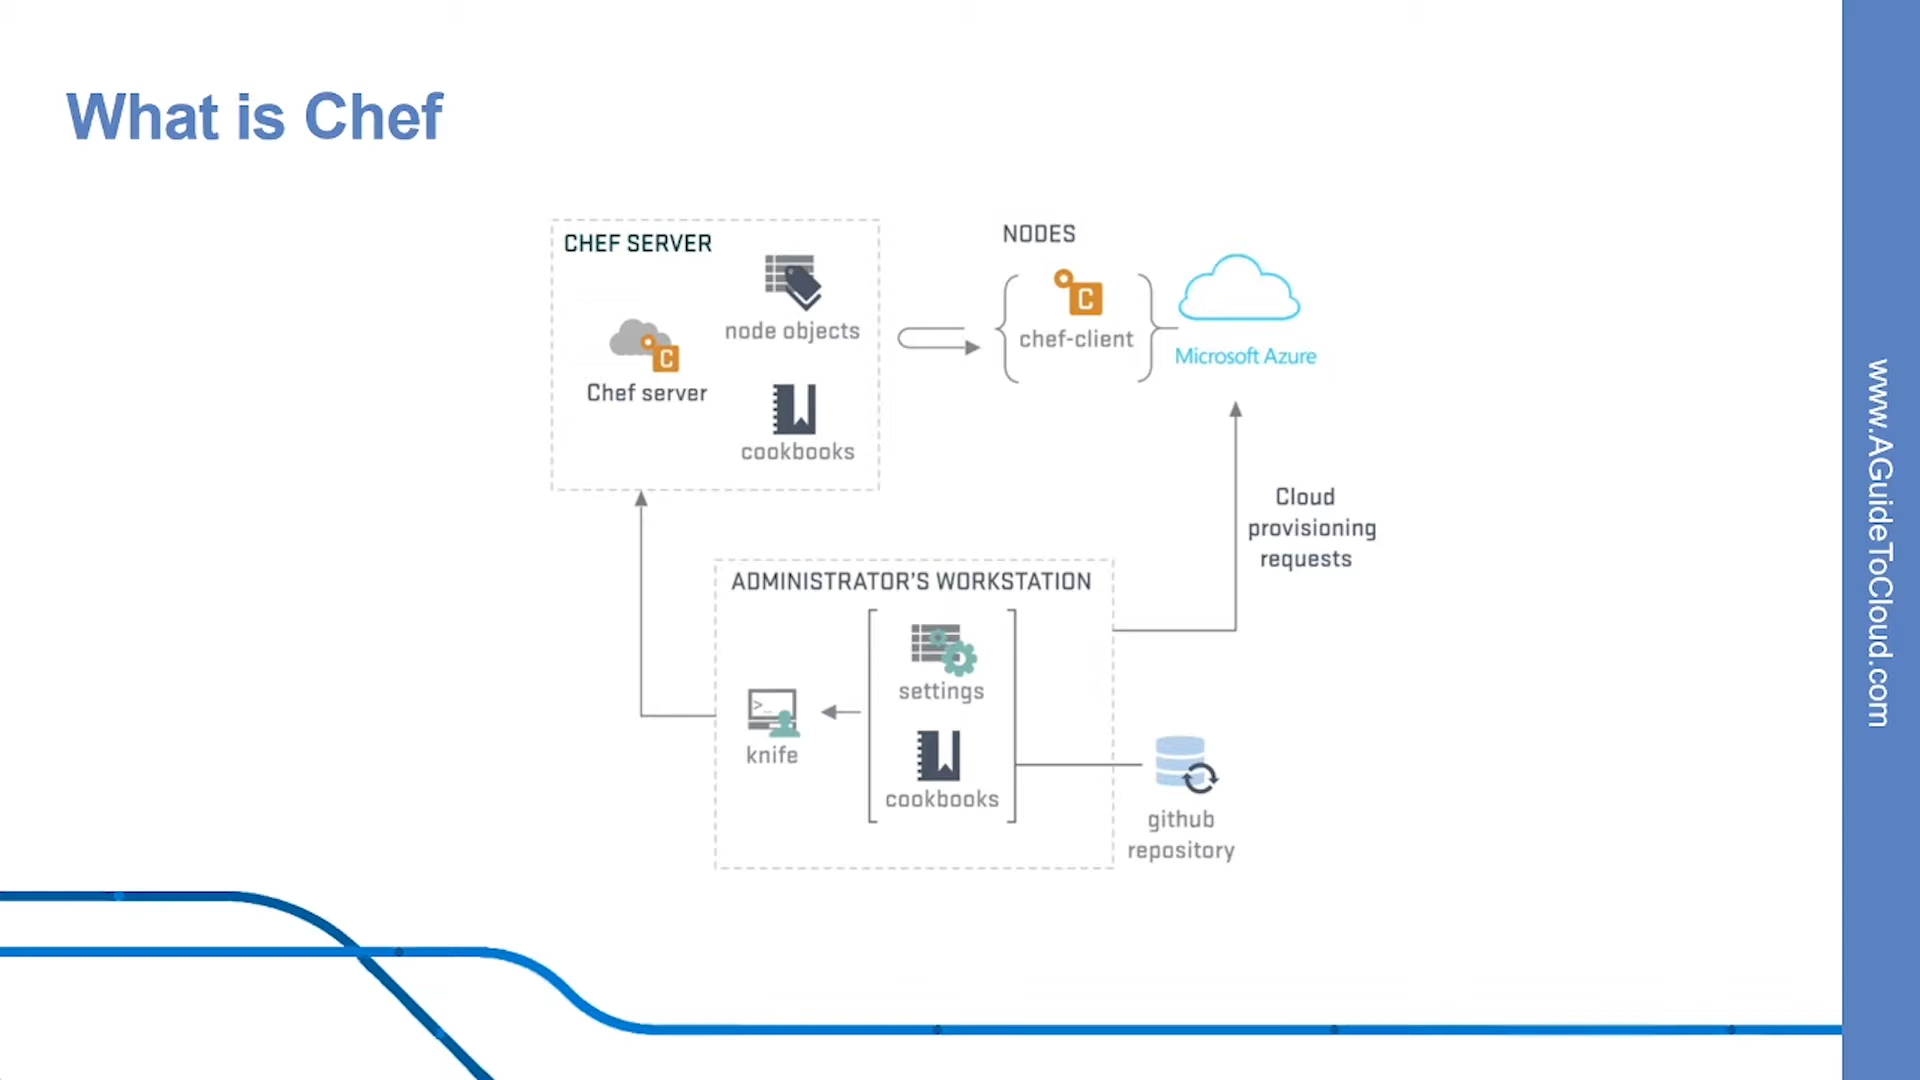 What is Chef
CHEF SERVER
node objects
Chef server
cookbooks
NODES
C
chef-client
Microsoft Azure
Cloud
provisioning
requests
ADMINISTRATOR'S WORKSTATION
settings
knife
cookbooks
github
repository
C
www.AGuideToCloud.com